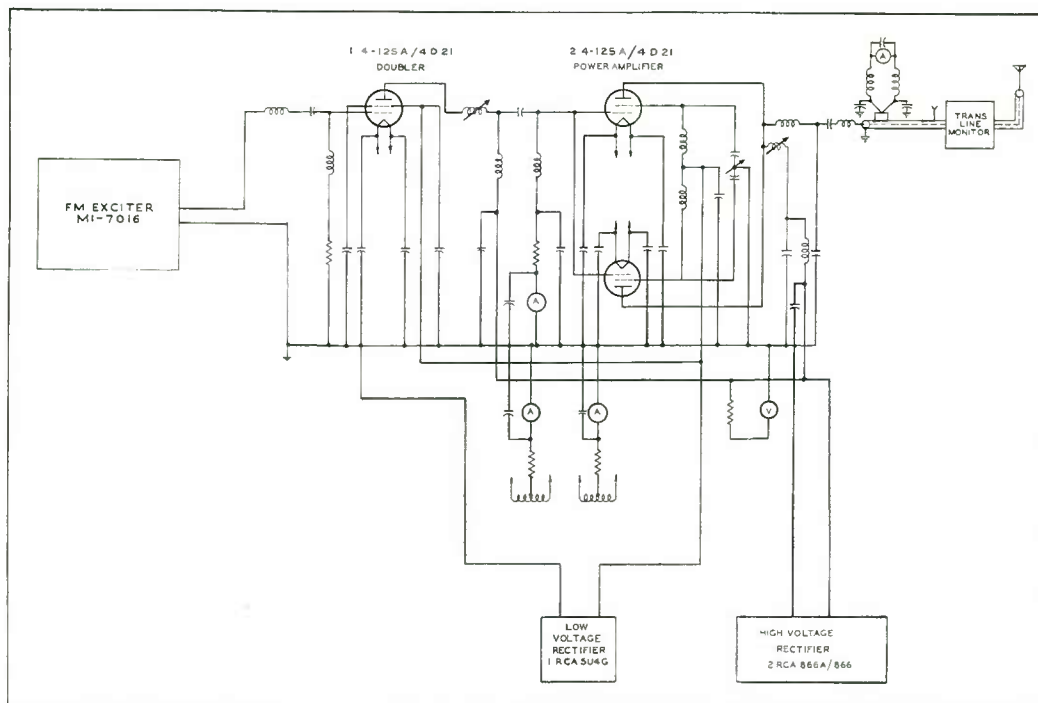 1 4-125A/4D21
DOUBLER
2 4-125A/4D21
POWER AMPLIFIER
A
TRANS
LINE
MONITOR
FM EXCITER
MI-7016
A
A
A
V
LOW
VOLTAGE
RECTIFIER
1 RCA 5U4G
HIGH VOLTAGE
RECTIFIER
2 RCA 866A/866